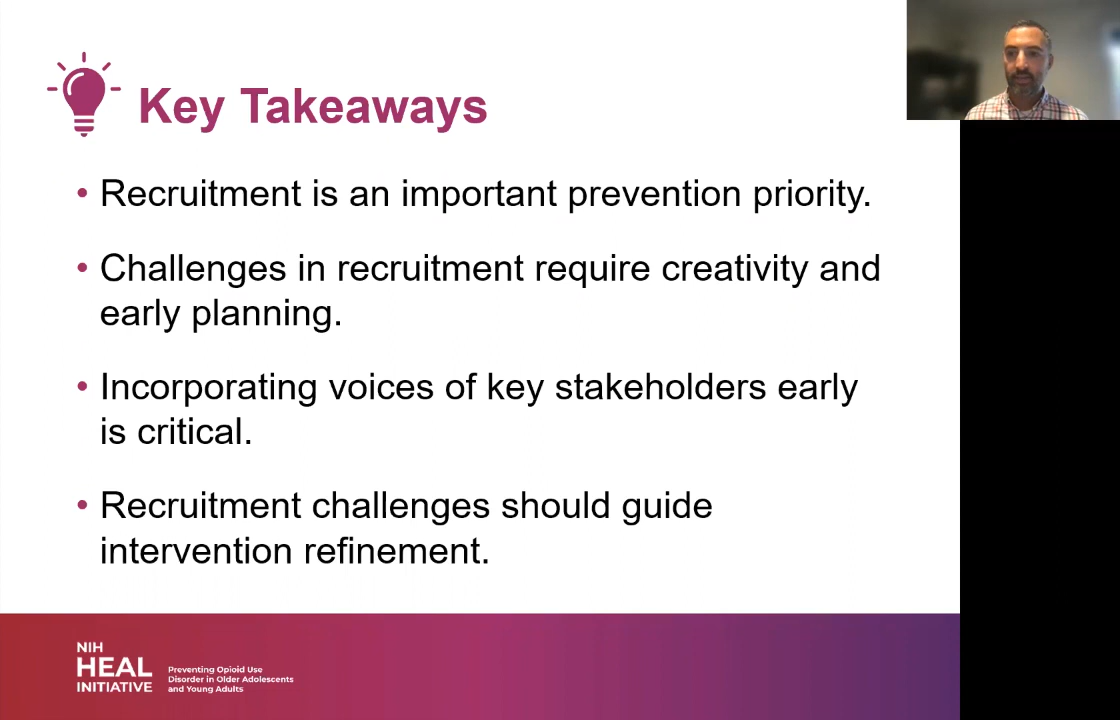 Key Takeaways
• Recruitment is an important prevention priority.
• Challenges in recruitment require creativity and
early planning.
• Incorporating voices of key stakeholders early
is critical.
• Recruitment challenges should guide
intervention refinement.
NIH
HEAL
INITIATIVE
Preventing Opioid Use
Disorder in Older Adolescents
and Young Adults